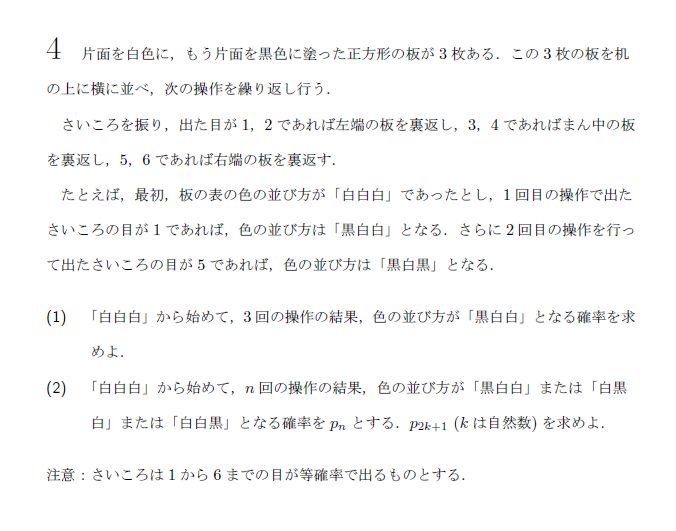 4 片面を白色に，もう片面を黒色に塗った正方形の板が 3 枚ある．この 3 枚の板を机
の上に横に並べ，次の操作を繰り返し行う．
さいころを振り，出た目が 1，2 であれば左端の板を裏返し，3，4 であればまん中の板
を裏返し，5，6 であれば右端の板を裏返す．
たとえば，最初，板の表の色の並び方が「白白白」であったとし，1 回目の操作で出た
さいころの目が 1 であれば，色の並び方は「黒白白」となる．さらに 2 回目の操作を行っ
て出たさいころの目が 5 であれば，色の並び方は「黒白黒」となる．
(1) 「白白白」から始めて，3 回の操作の結果，色の並び方が「黒白白」となる確率を求
めよ．
(2) 「白白白」から始めて，n 回の操作の結果，色の並び方が「黒白白」または「白黒
白」または「白白黒」となる確率を pₙ とする．p₂ₖ₊₁ (k は自然数) を求めよ．
注意：さいころは 1 から 6 までの目が等確率で出るものとする．